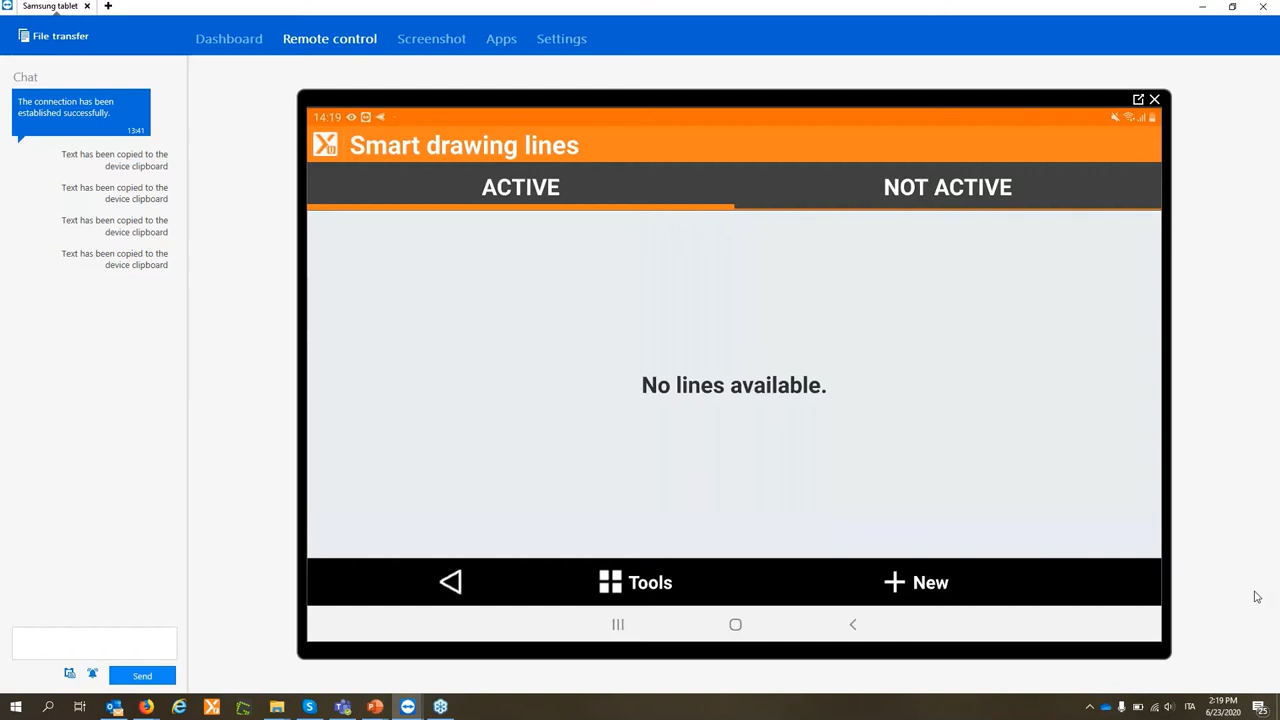 Samsung tablet
File transfer
Dashboard
Remote control
Screenshot
Apps
Settings
Chat
The connection has been
established successfully.
13:41
Text has been copied to the
device clipboard
Text has been copied to the
device clipboard
Text has been copied to the
device clipboard
Text has been copied to the
device clipboard
Send
14:19
Smart drawing lines
ACTIVE
NOT ACTIVE
No lines available.
Tools
New
ITA
2:19 PM
6/23/2020
25